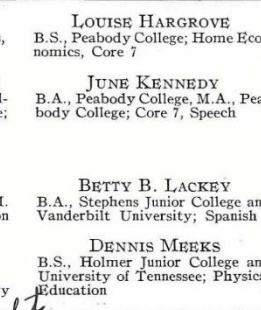 LOUISE HARGROVE
B.S., Peabody College; Home Eco-
nomics, Core 7
JUNE KENNEDY
B.A., Peabody College, M.A., Pea-
body College; Core 7, Speech
BETTY B. LACKEY
B.A., Stephens Junior College an
Vanderbilt University; Spanish
DENNIS MEEKS
B.S., Holmer Junior College an
University of Tennessee; Physica
Education